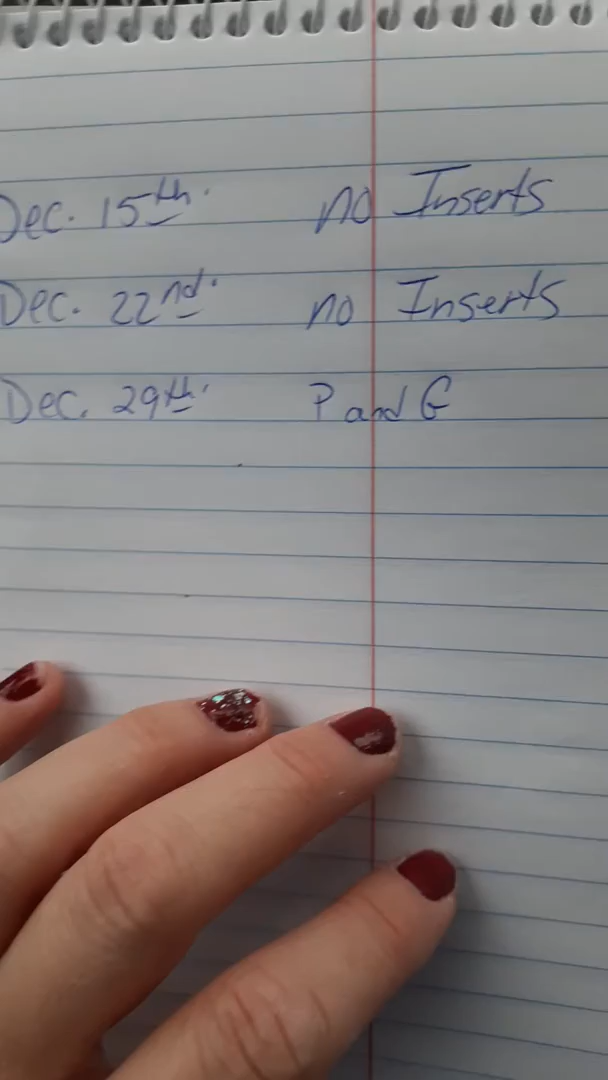 Dec. 15th. no Inserts
Dec. 22nd. no Inserts
Dec. 29th. P and G